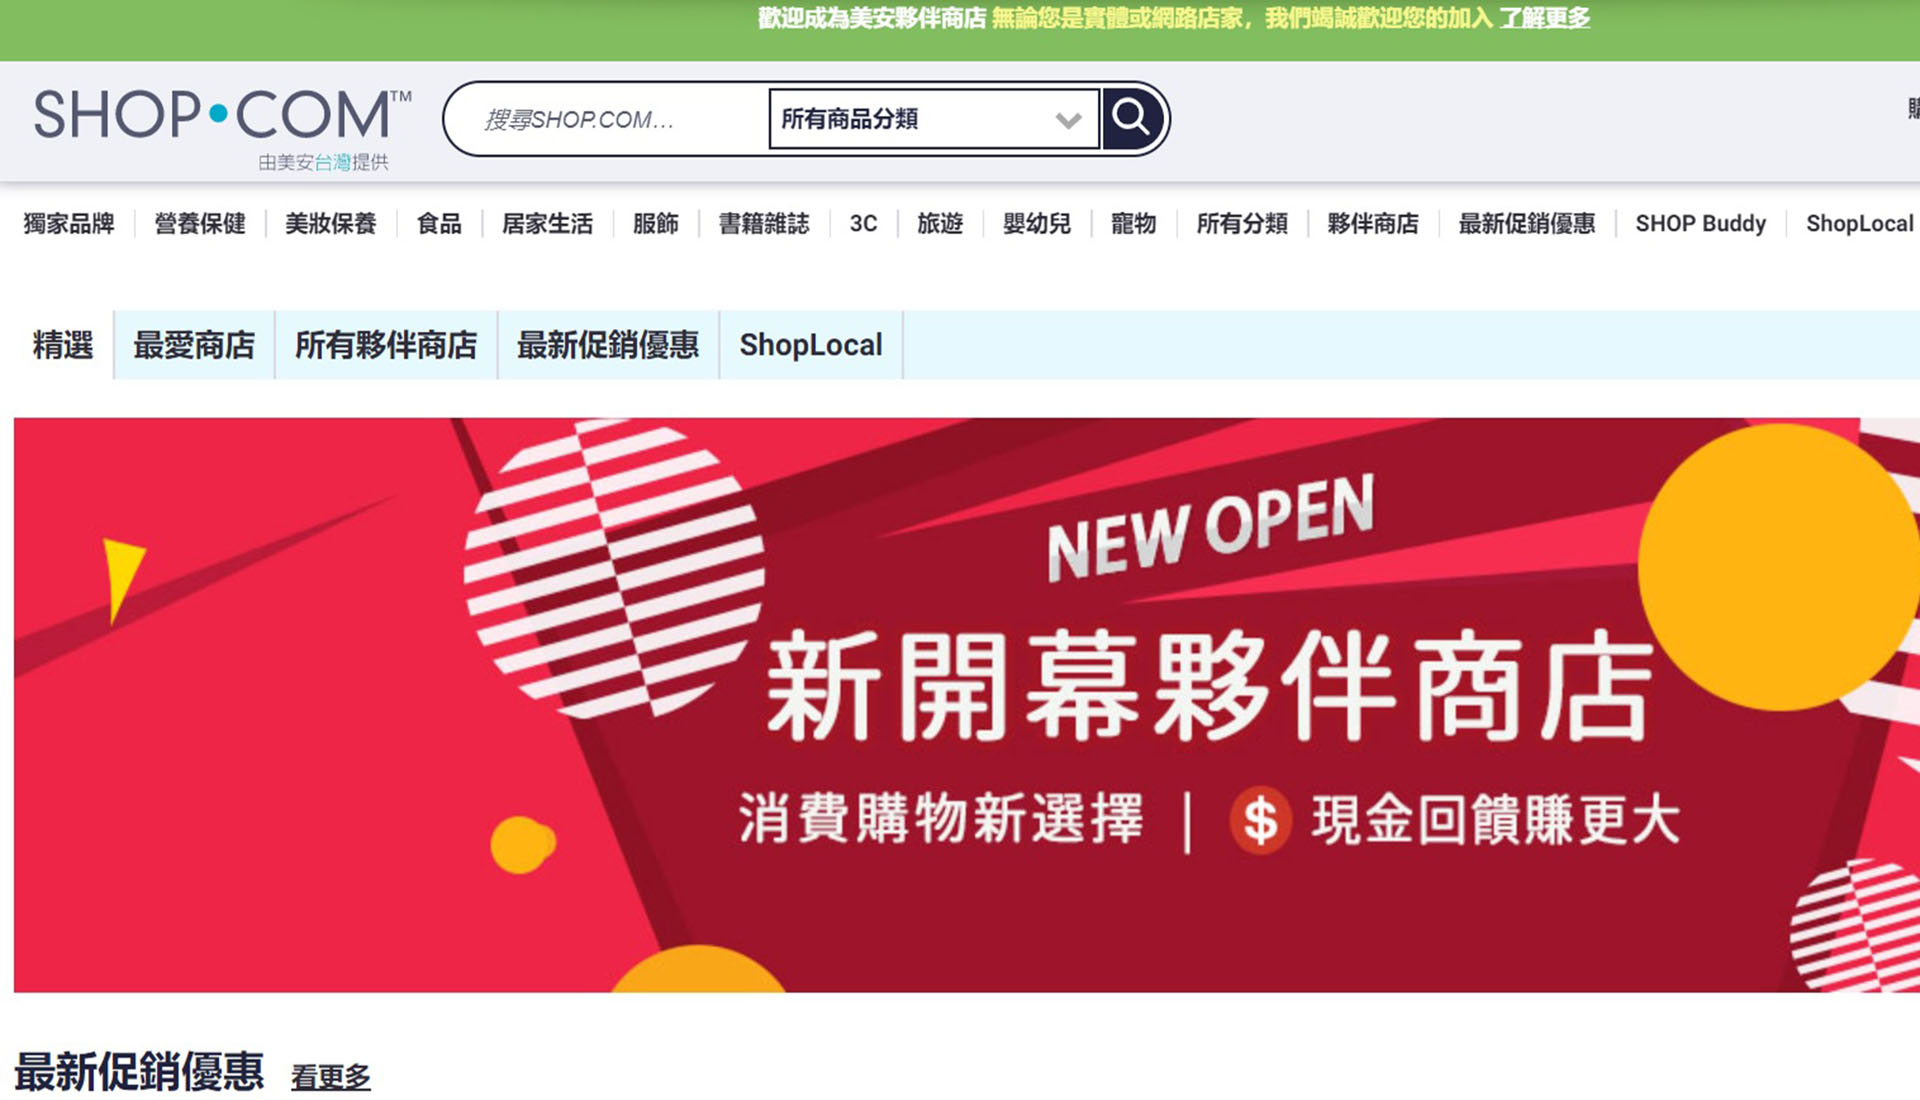 歡迎成為美安夥伴商店 無論您是實體或網路店家，我們竭誠歡迎您的加入 了解更多
SHOP•COM™
由美安台灣提供
搜尋SHOP.COM...
所有商品分類
購
獨家品牌 營養保健 美妝保養 食品 居家生活 服飾 書籍雜誌 3C 旅遊 嬰幼兒 寵物 所有分類 夥伴商店 最新促銷優惠 SHOP Buddy ShopLocal
精選 最愛商店 所有夥伴商店 最新促銷優惠 ShopLocal
NEW OPEN
新開幕夥伴商店
消費購物新選擇 | $ 現金回饋賺更大
最新促銷優惠 看更多